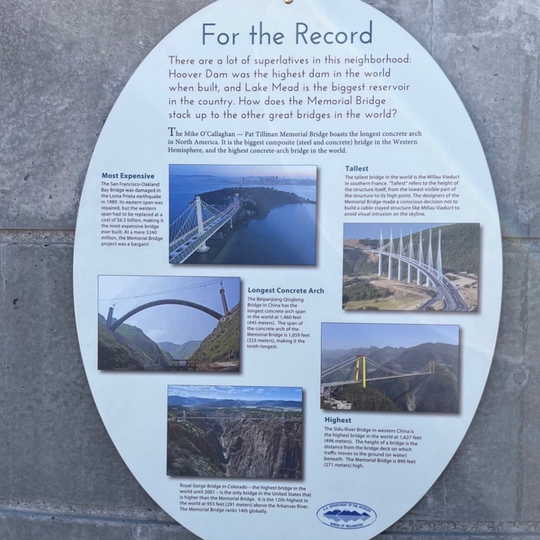 For the Record
There are a lot of superlatives in this neighborhood:
Hoover Dam was the highest dam in the world
when built, and Lake Mead is the biggest reservoir
in the country. How does the Memorial Bridge
stack up to the other great bridges in the world?
The Mike O'Callaghan — Pat Tillman Memorial Bridge boasts the longest concrete arch
in North America. It is the biggest composite (steel and concrete) bridge in the Western
Hemisphere, and the highest concrete-arch bridge in the world.
Most Expensive
The San Francisco-Oakland
Bay Bridge was damaged in
the Loma Prieta earthquake
in 1989. Its eastern span was
repaired, but the western
span had to be replaced at a
cost of $6.3 billion, making it
the most expensive bridge
ever built. At a mere $240
million, the Memorial Bridge
project was a bargain!
Tallest
The tallest bridge in the world is the Millau Viaduct
in southern France. "Tallest" refers to the height of
the structure itself, from the lowest visible part of
the structure to its high point. The designers of the
Memorial Bridge made a conscious decision not to
build a cable-stayed structure like Millau Viaduct to
avoid visual intrusion on the skyline.
Longest Concrete Arch
The Beipanjiang Qinglong
Bridge in China has the
longest concrete arch span
in the world at 1,460 feet
(445 meters). The span of
the concrete arch of the
Memorial Bridge is 1,059 feet
(323 meters), making it the
tenth-longest.
Highest
The Sidu River Bridge in western China is
the highest bridge in the world at 1,627 feet
(496 meters). The height of a bridge is the
distance from the bridge deck on which
traffic moves to the ground (or water)
beneath. The Memorial Bridge is 890 feet
(271 meters) high.
Royal Gorge Bridge in Colorado – the highest bridge in the
world until 2001 – is the only bridge in the United States that
is higher than the Memorial Bridge. It is the 12th highest in
the world at 955 feet (291 meters) above the Arkansas River.
The Memorial Bridge ranks 14th globally.
U.S. DEPARTMENT OF THE INTERIOR
BUREAU OF RECLAMATION